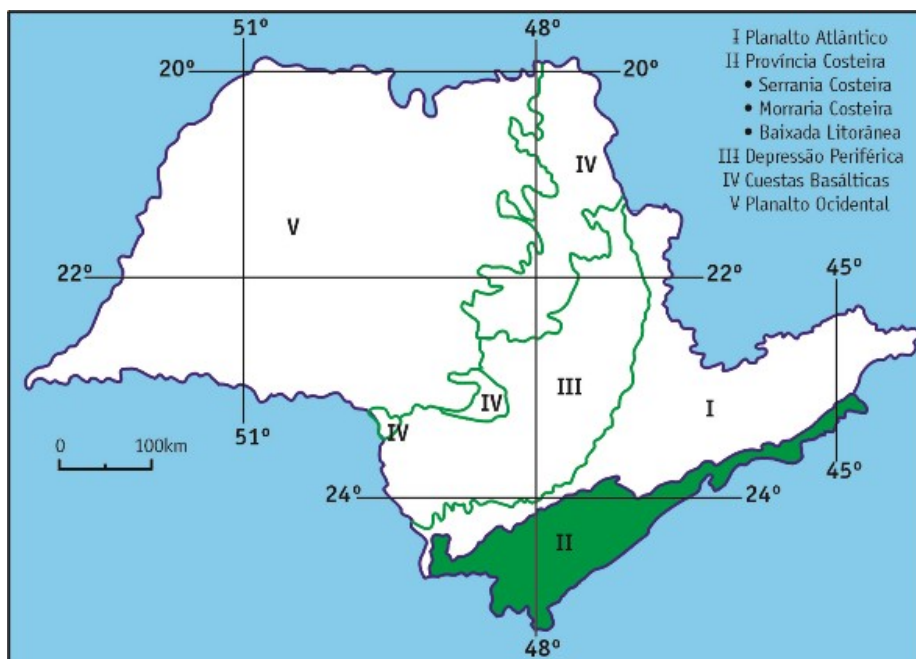 51º 48º
I Planalto Atlântico
20º 20º
II Província Costeira
• Serrania Costeira
• Morraria Costeira
• Baixada Litorânea
III Depressão Periférica
IV
IV Cuestas Basálticas
V Planalto Ocidental
V
22º 22º 45º
IV III I
IV
51º
0 100km
45º
24º 24º
II
48º